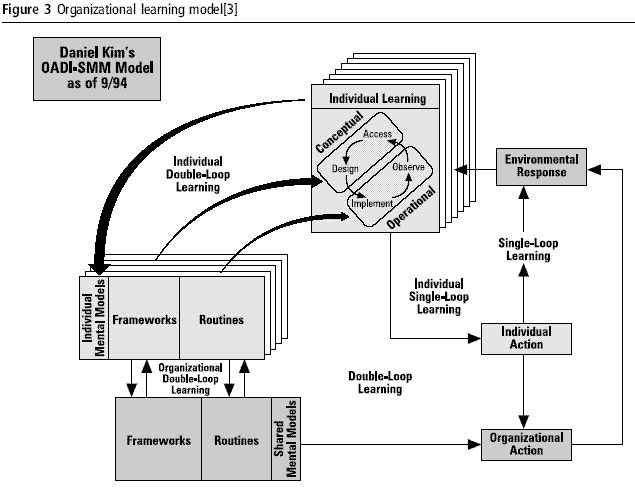 Figure 3 Organizational learning model[3]
Daniel Kim's
OADI-SMM Model
as of 9/94
Individual Learning
Conceptual
Access
Design
Observe
Implement
Operational
Individual
Double-Loop
Learning
Environmental
Response
Single-Loop
Learning
Individual
Single-Loop
Learning
Individual
Mental Models
Frameworks
Routines
Individual
Action
Organizational
Double-Loop
Learning
Double-Loop
Learning
Frameworks
Routines
Shared
Mental Models
Organizational
Action